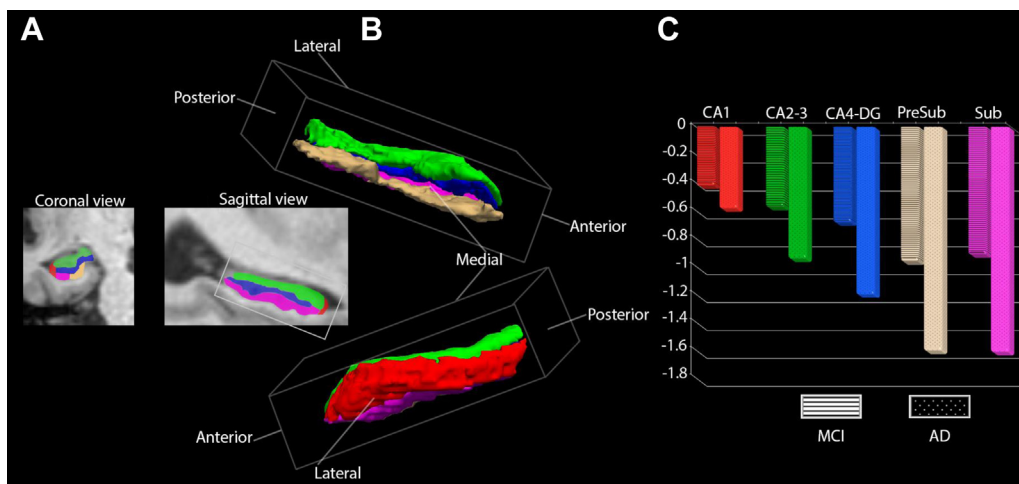 A
B
C
Lateral
Posterior
Anterior
Medial
Coronal view
Sagittal view
Posterior
Anterior
Lateral
CA1 CA2-3 CA4-DG PreSub Sub
0
-0.2
-0.4
-0.6
-0.8
-1
-1.2
-1.4
-1.6
-1.8
MCI AD